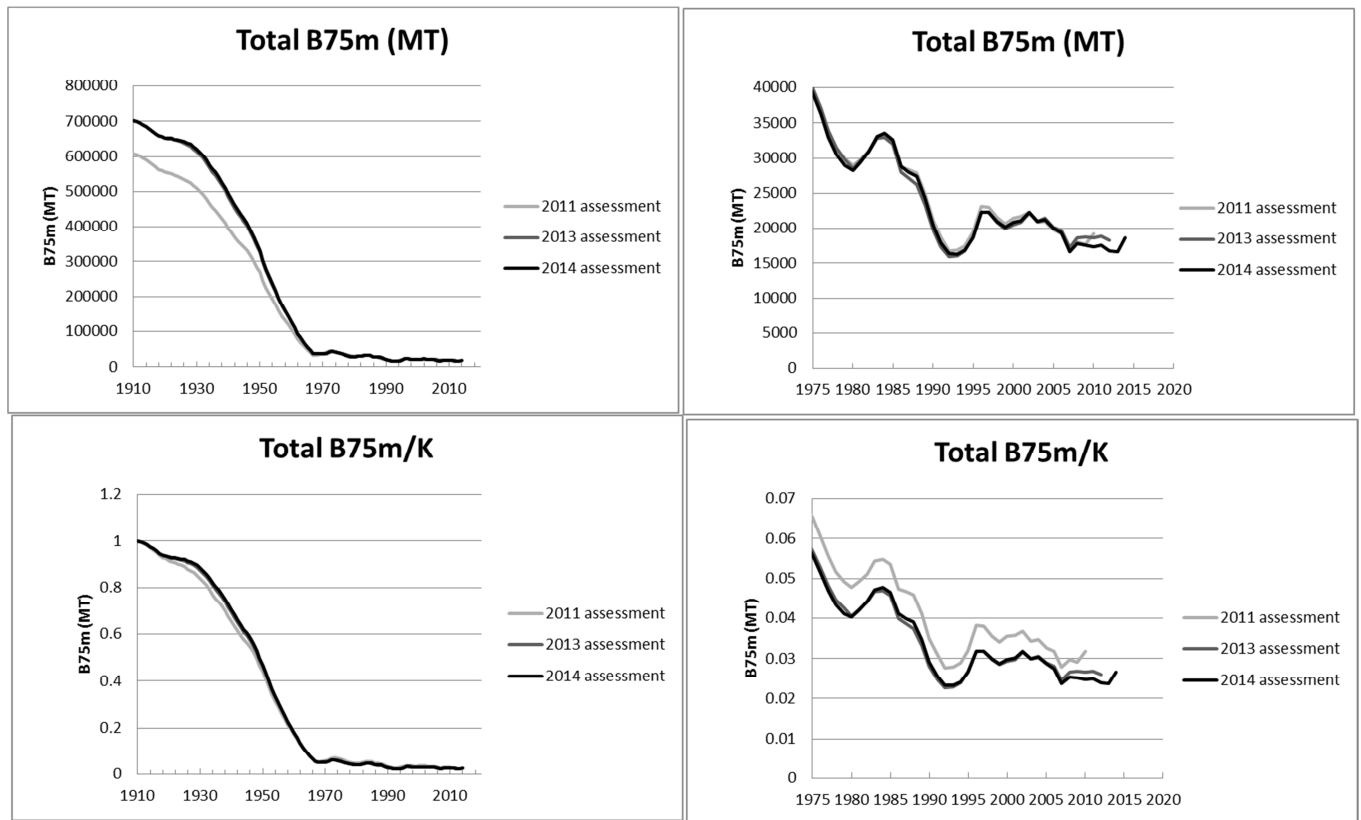 Total B75m (MT)
800000
700000
600000
500000
400000
300000
200000
100000
0
B75m (MT)
1910 1930 1950 1970 1990 2010
2011 assessment
2013 assessment
2014 assessment
Total B75m (MT)
40000
35000
30000
25000
20000
15000
10000
5000
0
B75m (MT)
1975 1980 1985 1990 1995 2000 2005 2010 2015 2020
2011 assessment
2013 assessment
2014 assessment
Total B75m/K
1.2
1
0.8
0.6
0.4
0.2
0
B75m (MT)
1910 1930 1950 1970 1990 2010
2011 assessment
2013 assessment
2014 assessment
Total B75m/K
0.07
0.06
0.05
0.04
0.03
0.02
0.01
0
B75m (MT)
1975 1980 1985 1990 1995 2000 2005 2010 2015 2020
2011 assessment
2013 assessment
2014 assessment